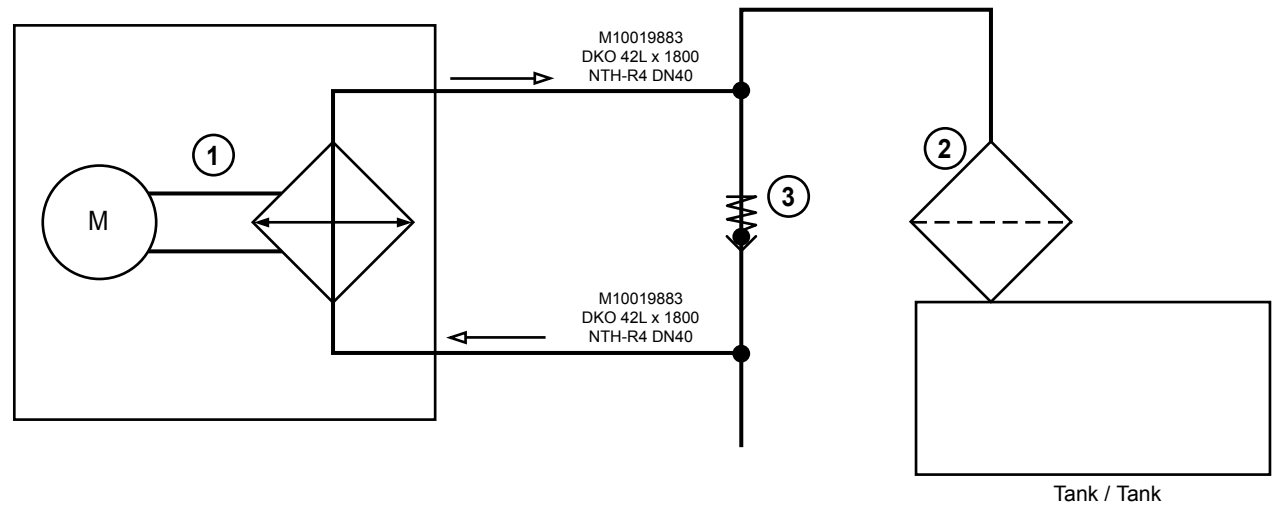 M10019883
DKO 42L x 1800
NTH-R4 DN40
1
2
3
M
M10019883
DKO 42L x 1800
NTH-R4 DN40
Tank / Tank